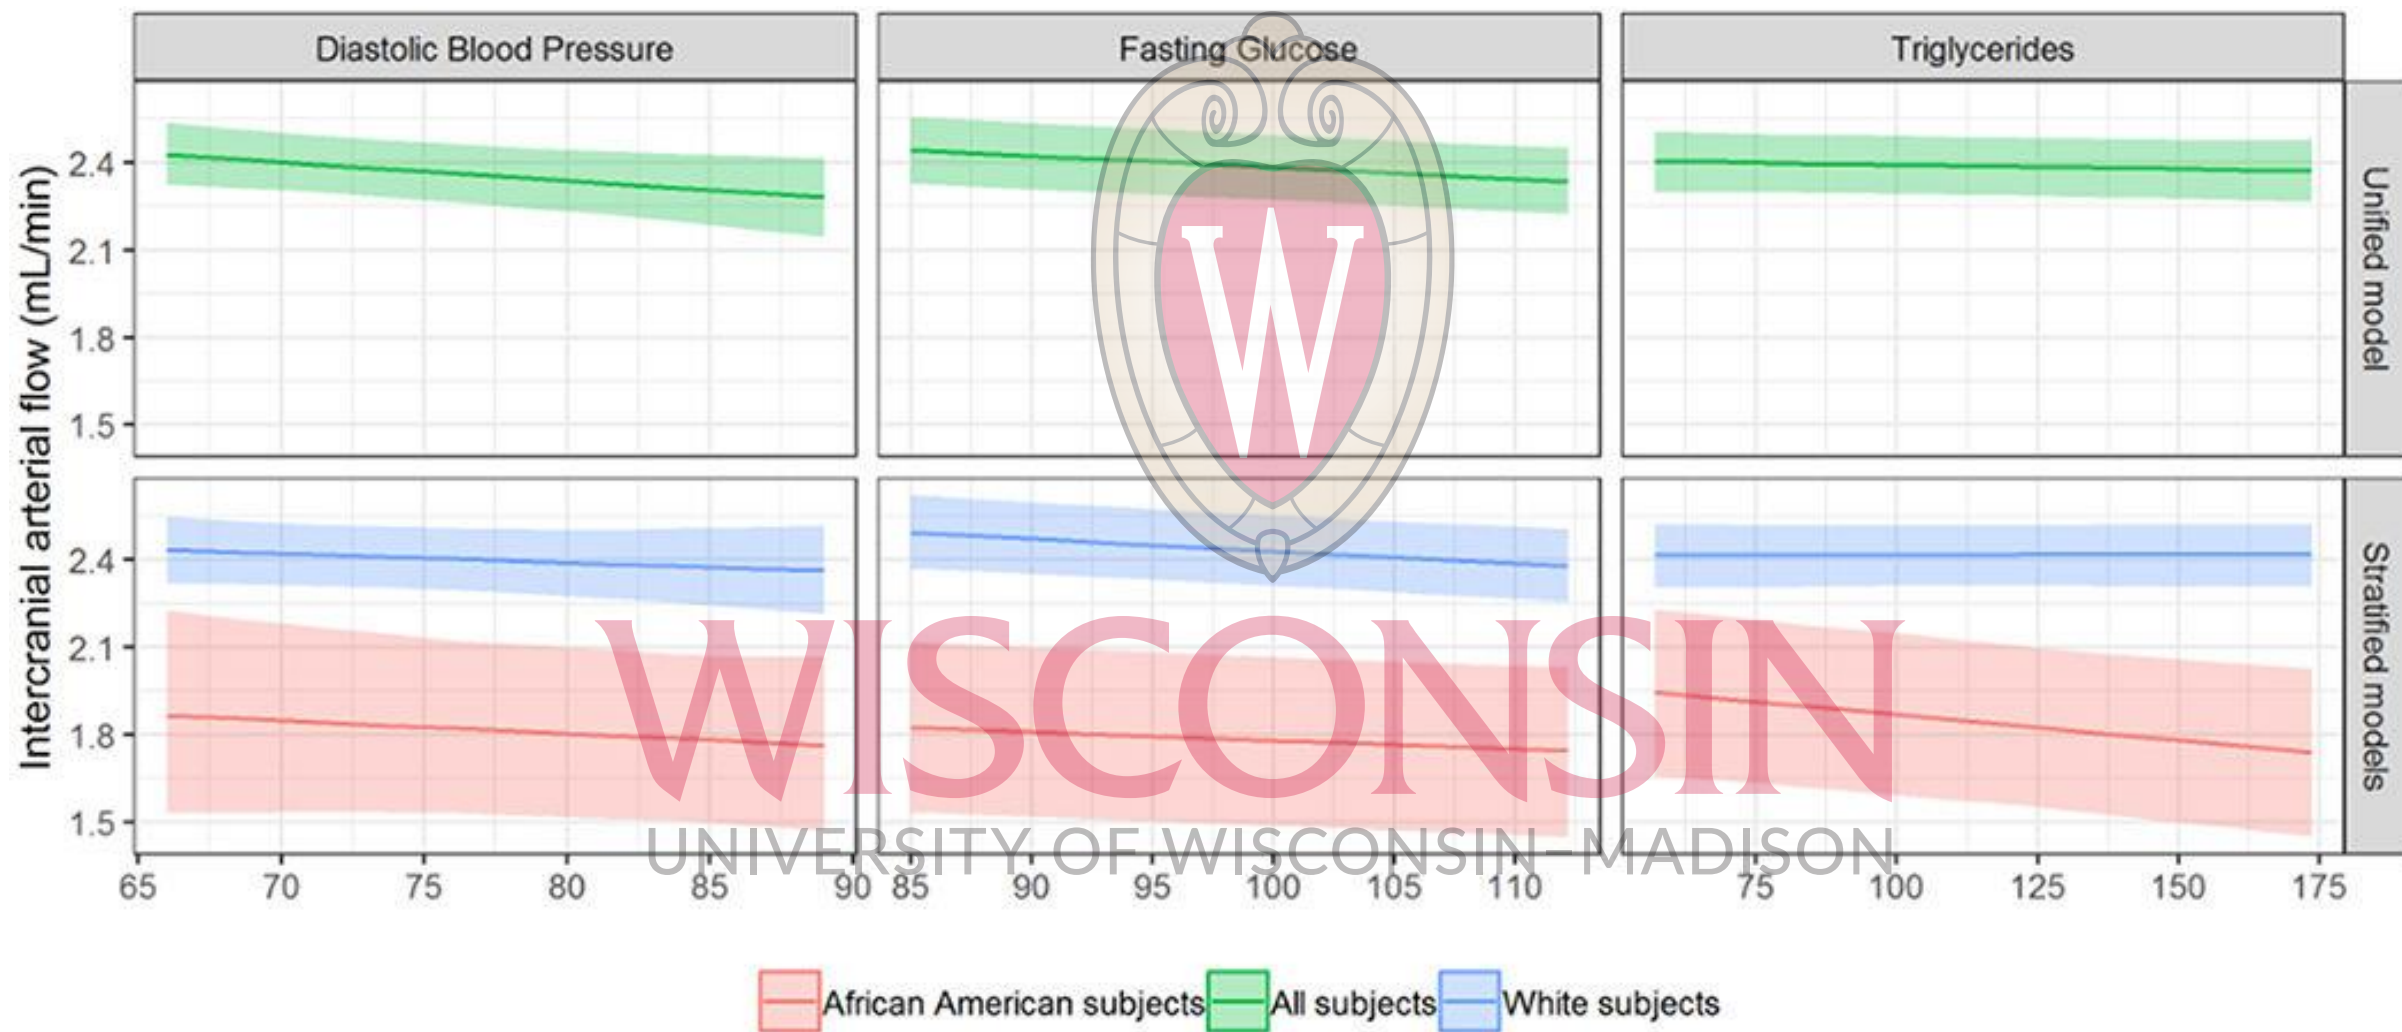 Diastolic Blood Pressure
Fasting Glucose
Triglycerides
Intercranial arterial flow (mL/min)
2.4
2.1
1.8
1.5
Unified model
W
2.4
2.1
1.8
1.5
Stratified models
WISCONSIN
UNIVERSITY OF WISCONSIN–MADISON
65 70 75 80 85 90 85 90 95 100 105 110 75 100 125 150 175
African American subjects All subjects White subjects